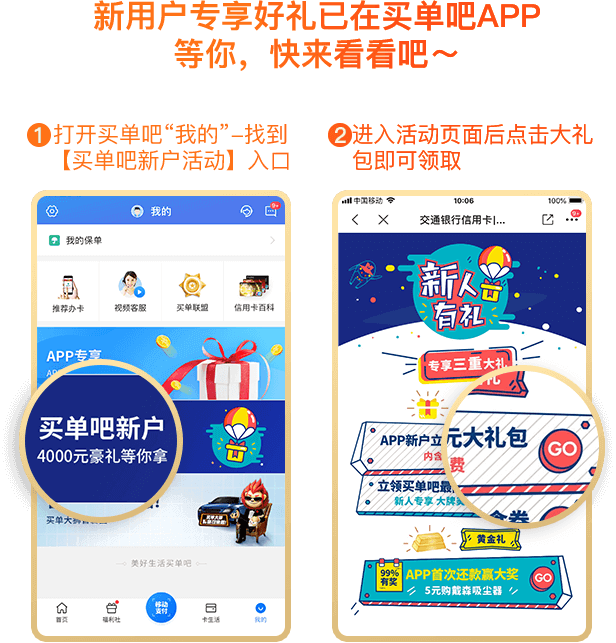 新用户专享好礼已在买单吧APP
等你，快来看看吧～
1 打开买单吧“我的”–找到
【买单吧新户活动】入口
2 进入活动页面后点击大礼
包即可领取
我的
9+
我的保单
推荐办卡
视频客服
买单联盟
信用卡百科
APP专享
买单吧新户
4000元豪礼等你拿
买单大狮
美好生活买单吧
首页
福利社
移动
支付
卡生活
我的
中国移动
10:06
100%
交通银行信用卡|...
9+
新人
有礼
专享三重大礼
元大礼包
费
GO
APP新户立
内含
立领买单吧最
新人专享 大牌
黄金礼
99%
有奖
APP首次还款赢大奖
5元购戴森吸尘器
GO